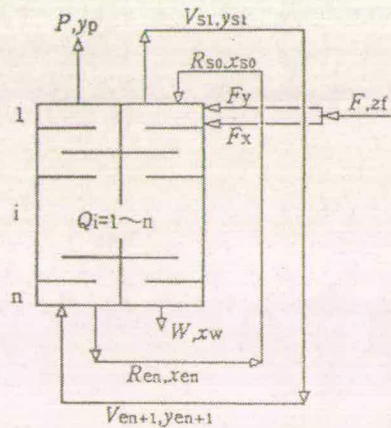 P,yp
Vs1,ys1
Rs0,xs0
1
Fy
F,zf
Fx
i
Qi=1～n
n
W,xw
Ren,xen
Ven+1,yen+1